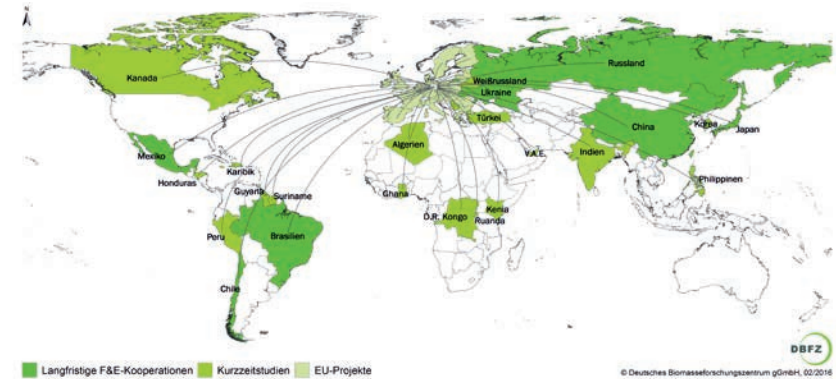 N
Kanada
Russland
Weißrussland
Ukraine
Türkei
China
Korea
Japan
Mexiko
Karibik
Honduras
Guyana
Suriname
Algerien
V.A.E.
Indien
Philippinen
Ghana
D.R. Kongo
Kenia
Ruanda
Peru
Brasilien
Chile
DBFZ
Langfristige F&E-Kooperationen
Kurzzeitstudien
EU-Projekte
© Deutsches Biomasseforschungszentrum gGmbH, 02/2016